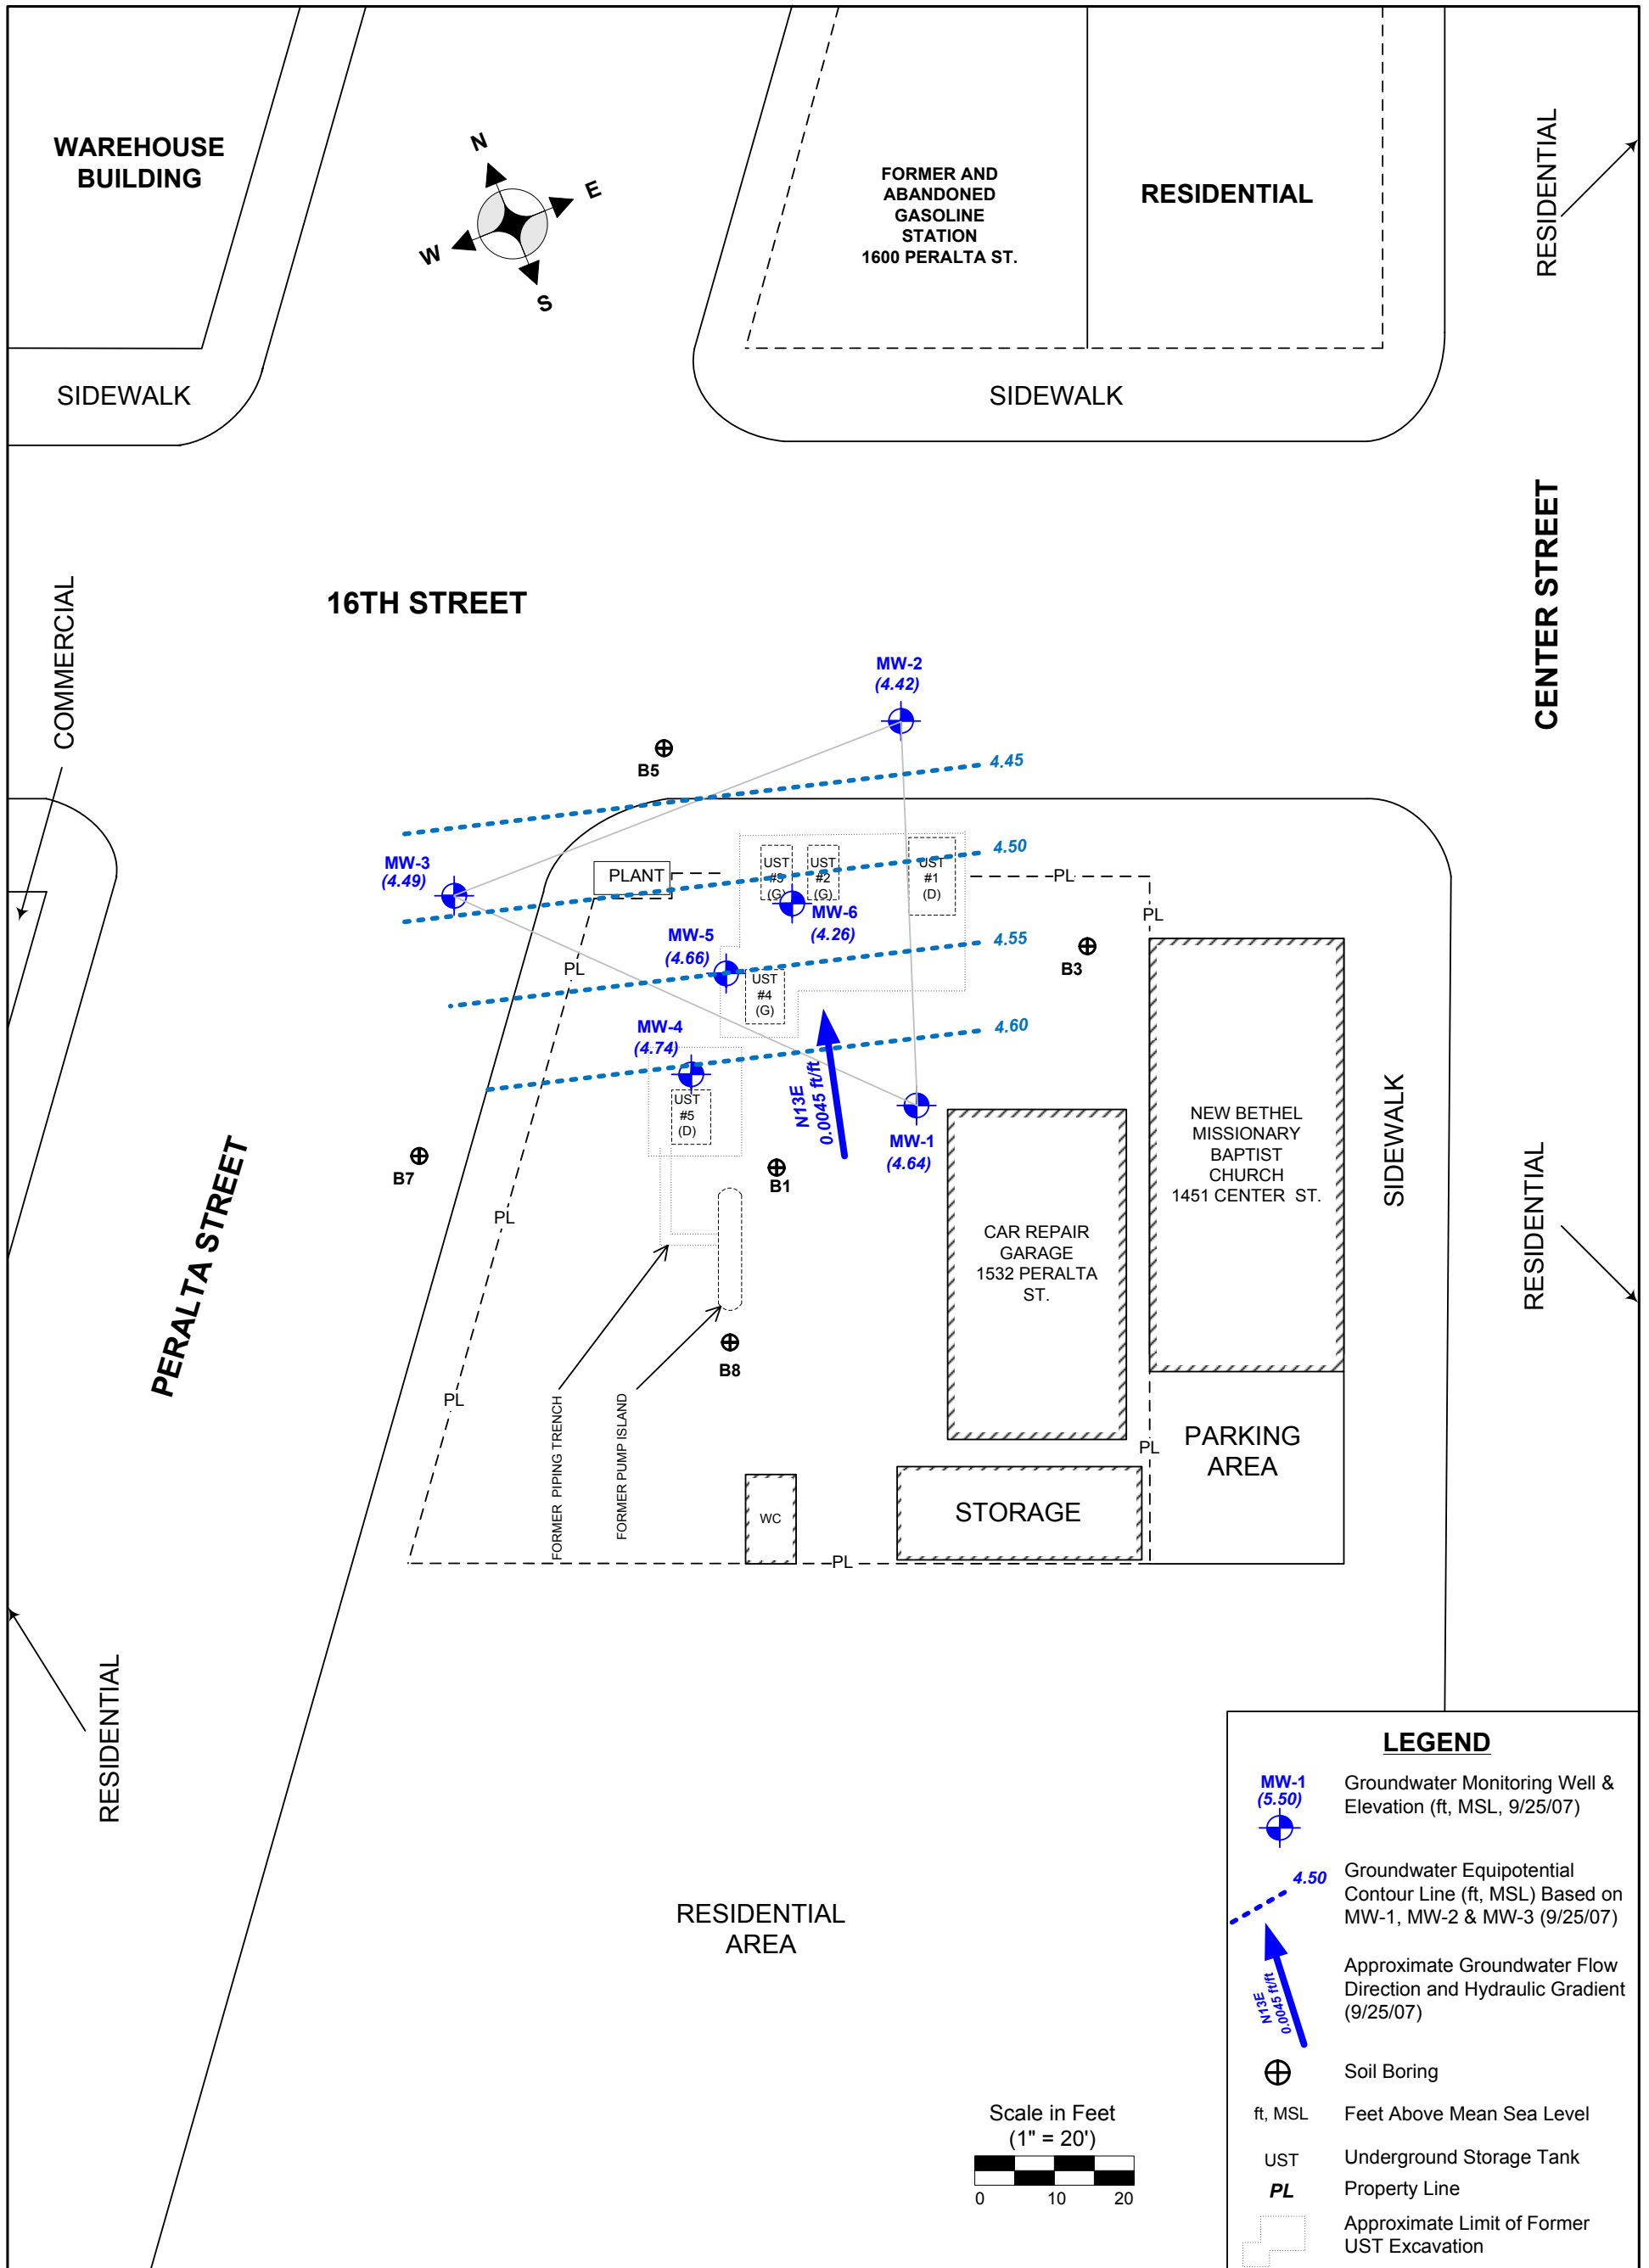 WAREHOUSE
BUILDING
N
E
W
S
FORMER AND
ABANDONED
GASOLINE
STATION
1600 PERALTA ST.
RESIDENTIAL
RESIDENTIAL
SIDEWALK
SIDEWALK
CENTER STREET
COMMERCIAL
16TH STREET
MW-2
(4.42)
B5
4.45
MW-3
(4.49)
PLANT
UST
#3
(G)
UST
#2
(G)
UST
#1
(D)
4.50
PL
PL
MW-6
(4.26)
MW-5
(4.66)
4.55
B3
PL
UST
#4
(G)
MW-4
(4.74)
4.60
UST
#5
(D)
N13E
0.0045 ft/ft
MW-1
(4.64)
B7
B1
PL
NEW BETHEL
MISSIONARY
BAPTIST
CHURCH
1451 CENTER ST.
SIDEWALK
RESIDENTIAL
PERALTA STREET
CAR REPAIR
GARAGE
1532 PERALTA
ST.
B8
PL
FORMER PIPING TRENCH
FORMER PUMP ISLAND
PL
PARKING
AREA
WC
STORAGE
PL
RESIDENTIAL
RESIDENTIAL
AREA
LEGEND
MW-1
(5.50)
Groundwater Monitoring Well &
Elevation (ft, MSL, 9/25/07)
4.50
Groundwater Equipotential
Contour Line (ft, MSL) Based on
MW-1, MW-2 & MW-3 (9/25/07)
N13E
0.0045 ft/ft
Approximate Groundwater Flow
Direction and Hydraulic Gradient
(9/25/07)
Soil Boring
ft, MSL
Feet Above Mean Sea Level
UST
Underground Storage Tank
PL
Property Line
Approximate Limit of Former
UST Excavation
Scale in Feet
(1" = 20')
0
10
20